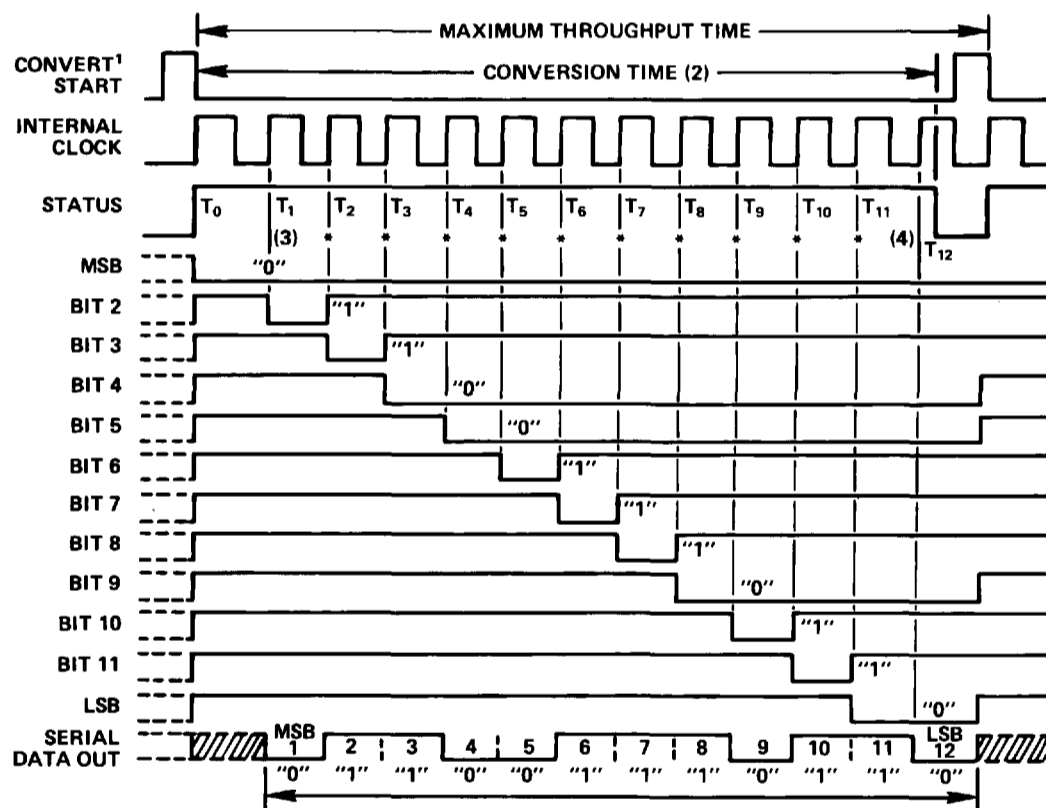 MAXIMUM THROUGHPUT TIME
CONVERT¹
START
CONVERSION TIME (2)
INTERNAL
CLOCK
STATUS
T₀ T₁ T₂ T₃ T₄ T₅ T₆ T₇ T₈ T₉ T₁₀ T₁₁
(3) * * * * * * * * * * (4) T₁₂
MSB "0"
BIT 2 "1"
BIT 3 "1"
BIT 4 "0"
BIT 5 "0"
BIT 6 "1"
BIT 7 "1"
BIT 8 "1"
BIT 9 "0"
BIT 10 "1"
BIT 11 "1"
LSB "0"
SERIAL
DATA OUT
MSB LSB
1 2 3 4 5 6 7 8 9 10 11 12
"0" "1" "1" "0" "0" "1" "1" "1" "0" "1" "1" "0"